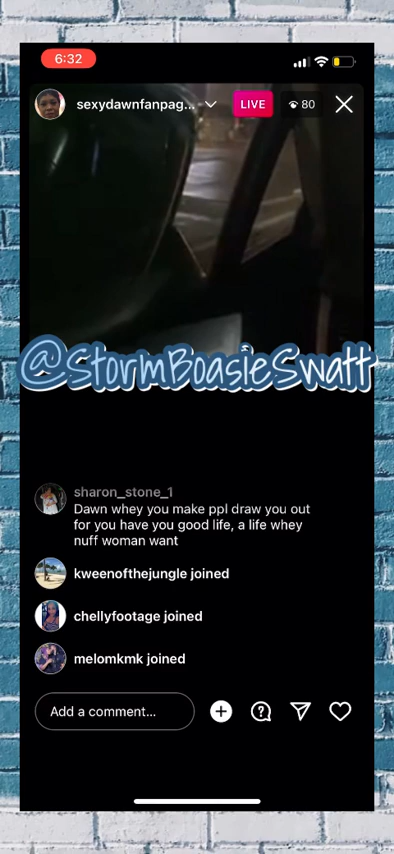 6:32
sexydawnfanpag...
LIVE
80
@StormBoasieSwatt
sharon_stone_1
Dawn whey you make ppl draw you out
for you have you good life, a life whey
nuff woman want
kweenofthejungle joined
chellyfootage joined
melomkmk joined
Add a comment...